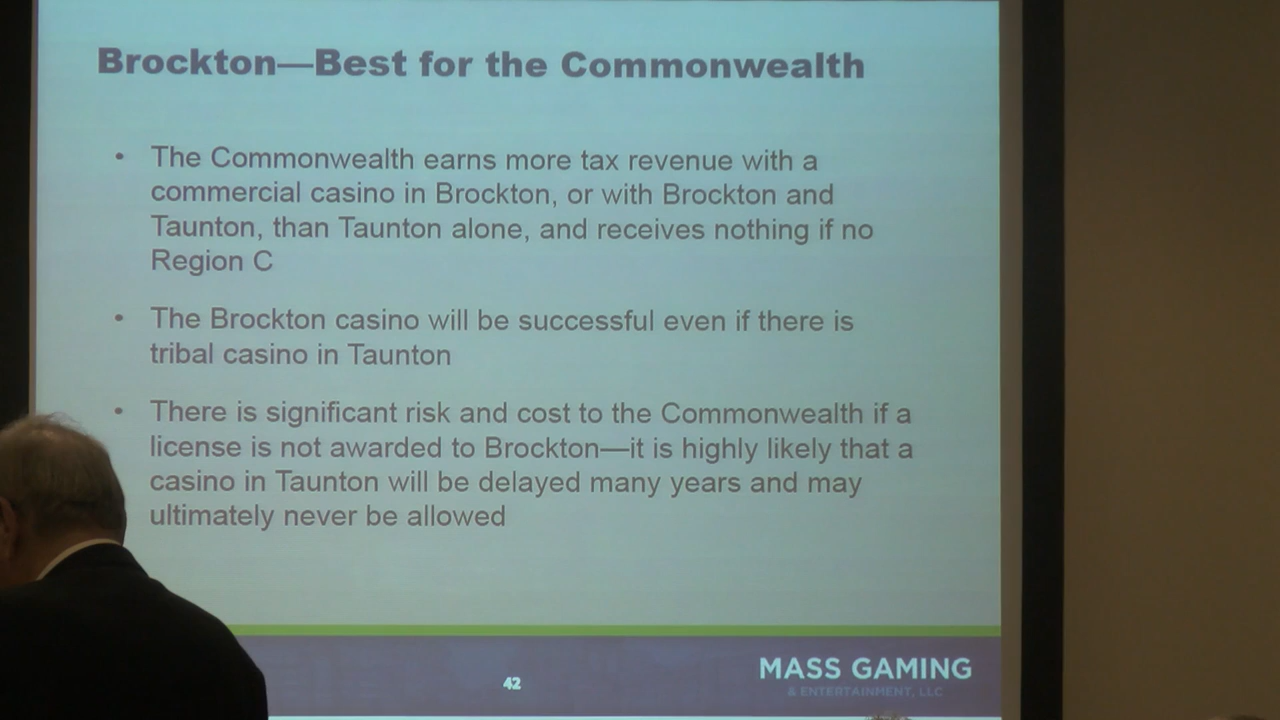 Brockton—Best for the Commonwealth
• The Commonwealth earns more tax revenue with a
commercial casino in Brockton, or with Brockton and
Taunton, than Taunton alone, and receives nothing if no
Region C
• The Brockton casino will be successful even if there is
tribal casino in Taunton
• There is significant risk and cost to the Commonwealth if a
license is not awarded to Brockton—it is highly likely that a
casino in Taunton will be delayed many years and may
ultimately never be allowed
42
MASS GAMING
& ENTERTAINMENT, LLC